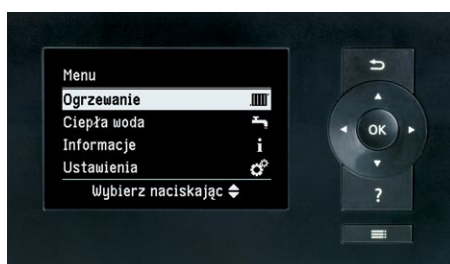 Menu
Ogrzewanie
Ciepła woda
Informacje
i
Ustawienia
Wybierz naciskając
OK
?